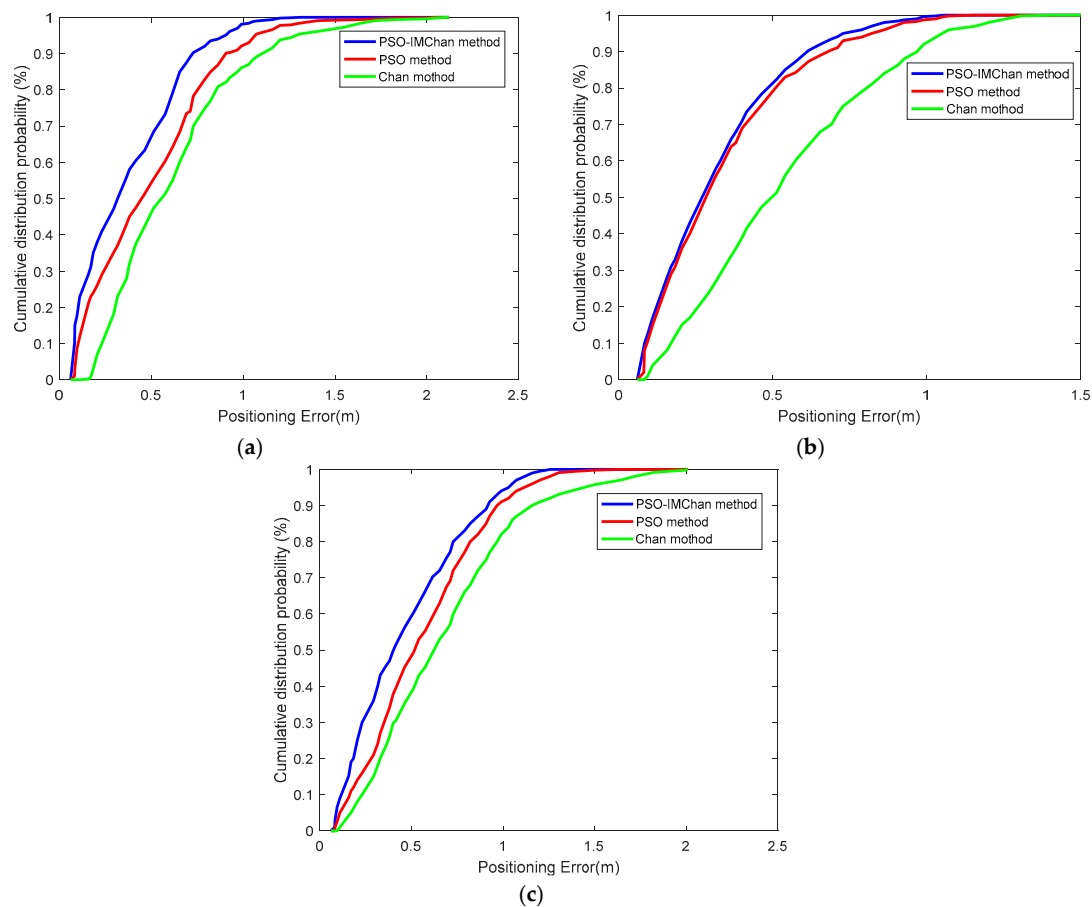 1
0.9
0.8
0.7
0.6
0.5
0.4
0.3
0.2
0.1
0
Cumulative distribution probability (%)
PSO-IMChan method
PSO method
Chan mothod
0
0.5
1
1.5
2
2.5
Positioning Error(m)
(a)
1
0.9
0.8
0.7
0.6
0.5
0.4
0.3
0.2
0.1
0
Cumulative distribution probability (%)
PSO-IMChan method
PSO method
Chan mothod
0
0.5
1
1.5
Positioning Error(m)
(b)
1
0.9
0.8
0.7
0.6
0.5
0.4
0.3
0.2
0.1
0
Cumulative distribution probability (%)
PSO-IMChan method
PSO method
Chan mothod
0
0.5
1
1.5
2
2.5
Positioning Error(m)
(c)